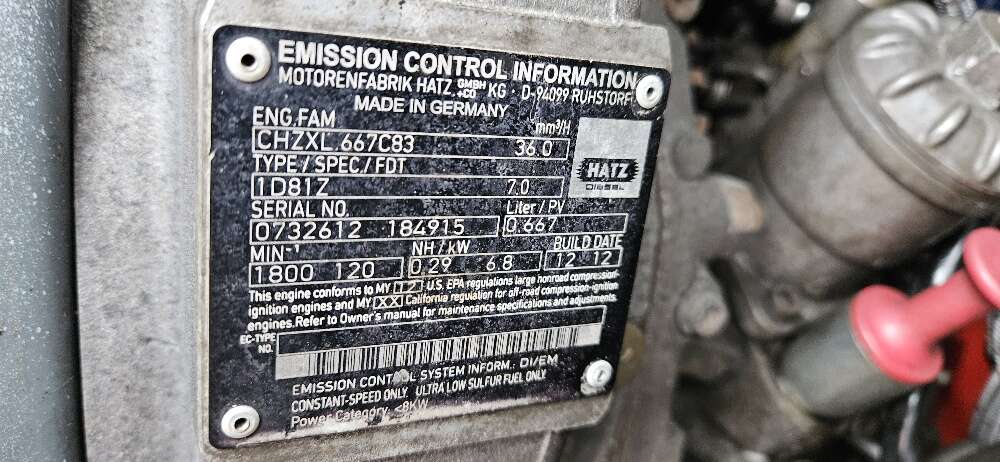 EMISSION CONTROL INFORMATION
MOTORENFABRIK HATZ GMBH +CO KG · D-94099 RUHSTORF
MADE IN GERMANY
ENG.FAM mm³/H
CHZXL.667C83 36.0
TYPE / SPEC / FDT
1D81Z 7.0
HATZ
DIESEL
SERIAL NO. Liter / PV
0732612 184915 0.667
MIN⁻¹ NH / kW BUILD DATE
1800 120 0.29 6.8 12 12
This engine conforms to MY 12 U.S. EPA regulations large nonroad compression-
ignition engines and MY XX California regulation for off-road compression-ignition
engines. Refer to Owner's manual for maintenance specifications and adjustments.
EC-TYPE
NO.
EMISSION CONTROL SYSTEM INFORM.: DI/EM
CONSTANT-SPEED ONLY. ULTRA LOW SULFUR FUEL ONLY.
Power Category: <8KW